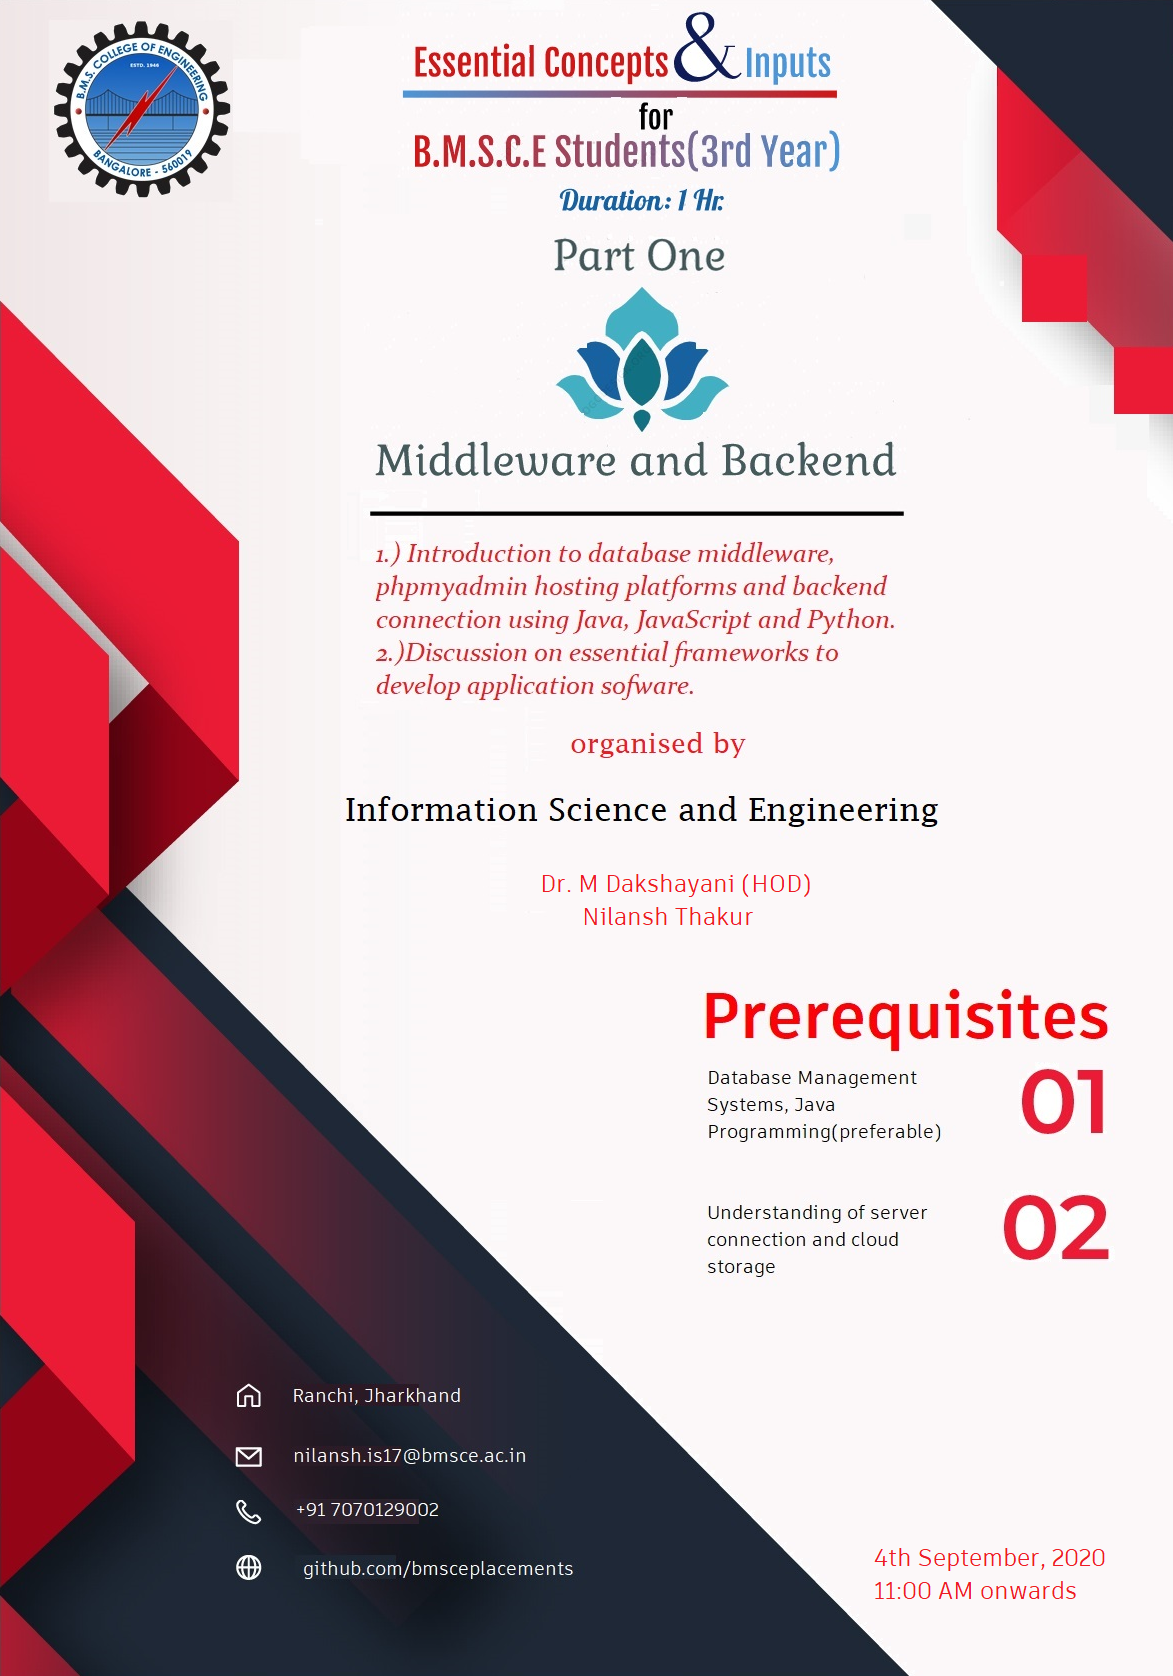 B.M.S. COLLEGE OF ENGINEERING
ESTD. 1946
BANGALORE - 560019
Essential Concepts & Inputs
for
B.M.S.C.E Students(3rd Year)
Duration: 1 Hr.
Part One
Middleware and Backend
1.) Introduction to database middleware,
phpmyadmin hosting platforms and backend
connection using Java, JavaScript and Python.
2.)Discussion on essential frameworks to
develop application sofware.
organised by
Information Science and Engineering
Dr. M Dakshayani (HOD)
Nilansh Thakur
Prerequisites
Database Management
Systems, Java
Programming(preferable)
01
Understanding of server
connection and cloud
storage
02
Ranchi, Jharkhand
nilansh.is17@bmsce.ac.in
+91 7070129002
github.com/bmsceplacements
4th September, 2020
11:00 AM onwards